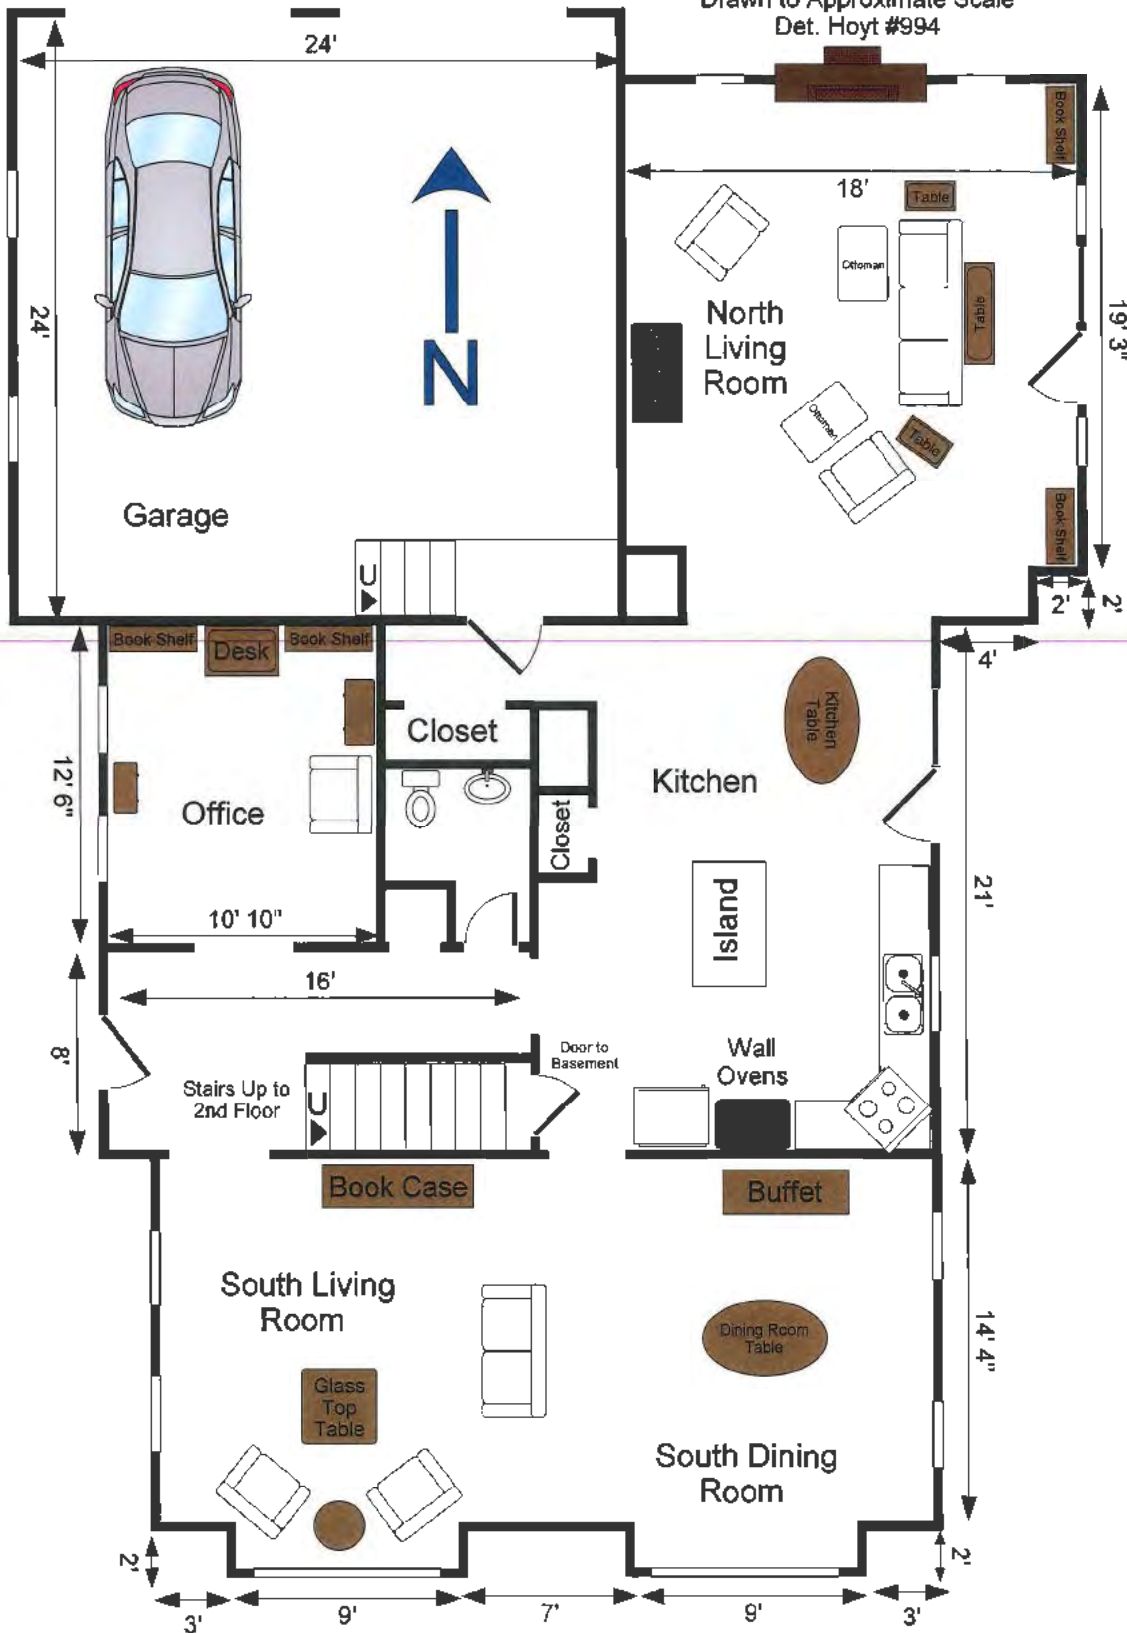 Drawn to Approximate Scale
Det. Hoyt #994
24'
Book Shelf
18'
Table
Ottoman
24'
North
Living
Room
Table
19' 3"
N
Ottoman
Table
Garage
Book Shelf
U
2'
2'
Book Shelf
Desk
Book Shelf
4'
Kitchen
Table
Closet
12' 6"
Kitchen
Office
Closet
21'
10' 10"
Island
16'
8'
Door to
Basement
Wall
Ovens
Stairs Up to
2nd Floor
U
Book Case
Buffet
South Living
Room
Dining Room
Table
14' 4"
Glass
Top
Table
South Dining
Room
2'
2'
3'
9'
7'
9'
3'